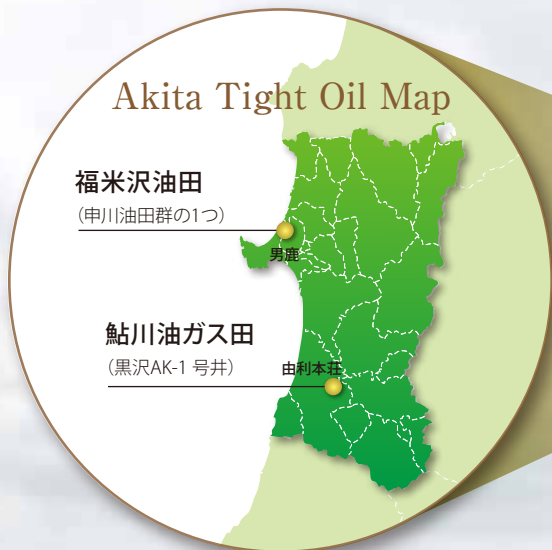 Akita Tight Oil Map
福米沢油田
（申川油田群の1つ）
男鹿
鮎川油ガス田
（黒沢AK-1 号井）
由利本荘